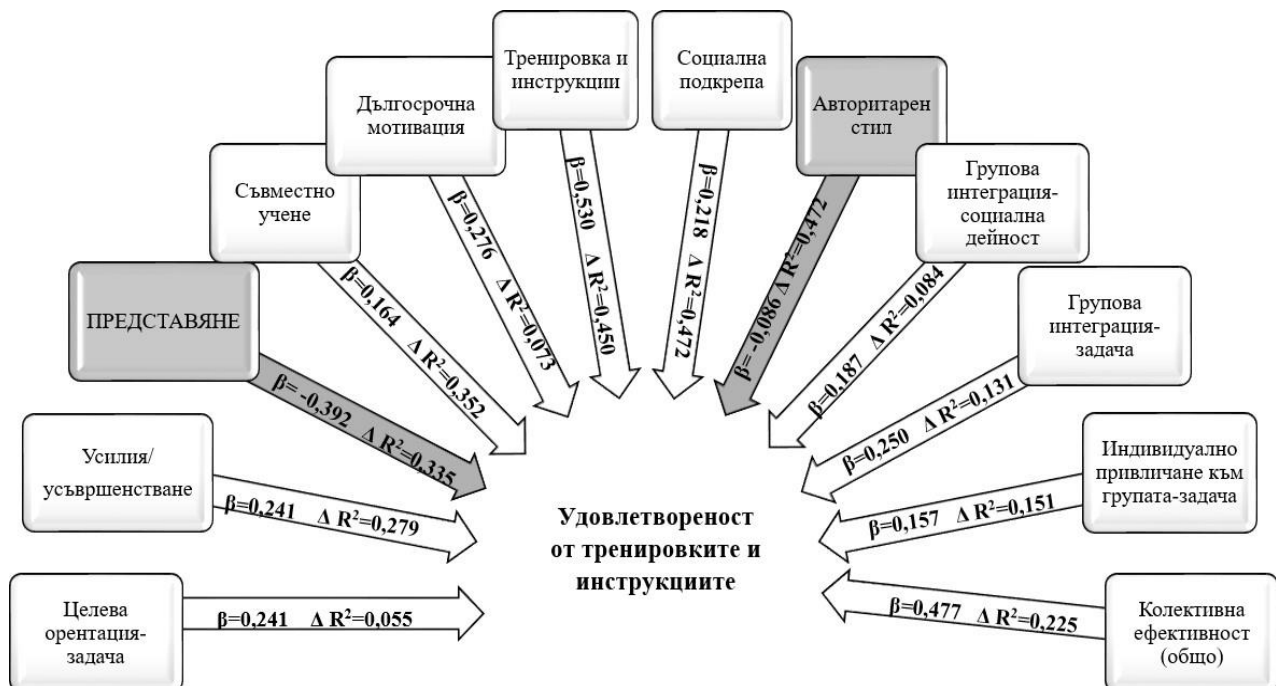 Целева
орентация-
задача
β=0,241 Δ R²=0,055
Усилия/
усъвршенстване
β=0,241 Δ R²=0,279
ПРЕДСТАВЯНЕ
β= -0,392 Δ R²=0,335
Съвместно
учене
β=0,164 Δ R²=0,352
Дългосрочна
мотивация
β=0,276 Δ R²=0,073
Тренировка и
инструкции
β=0,530 Δ R²=0,450
Социална
подкрепа
β=0,218 Δ R²=0,472
Авторитарен
стил
β= -0,086 Δ R²=0,472
Групова
интеграция-
социална
дейност
β=0,187 Δ R²=0,084
Групова
интеграция-
задача
β=0,250 Δ R²=0,131
Индивидуално
привличане към
групата-задача
β=0,157 Δ R²=0,151
Колективна
ефективност
(общо)
β=0,477 Δ R²=0,225
Удовлетвореност
от тренировките и
инструкциите